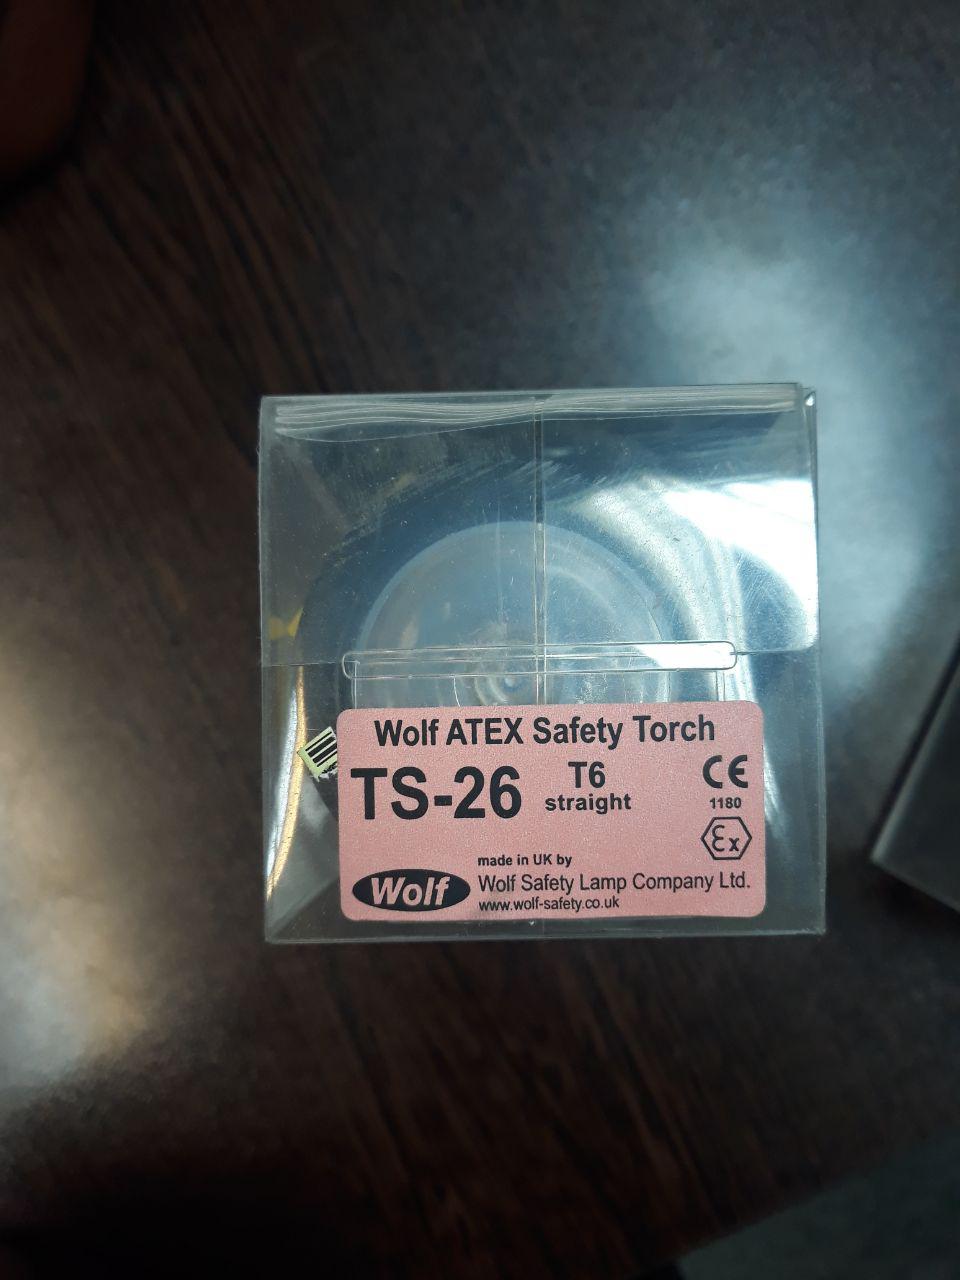 Wolf ATEX Safety Torch
TS-26
T6
straight
CE
1180
Ex
made in UK by
Wolf
Wolf Safety Lamp Company Ltd.
www.wolf-safety.co.uk